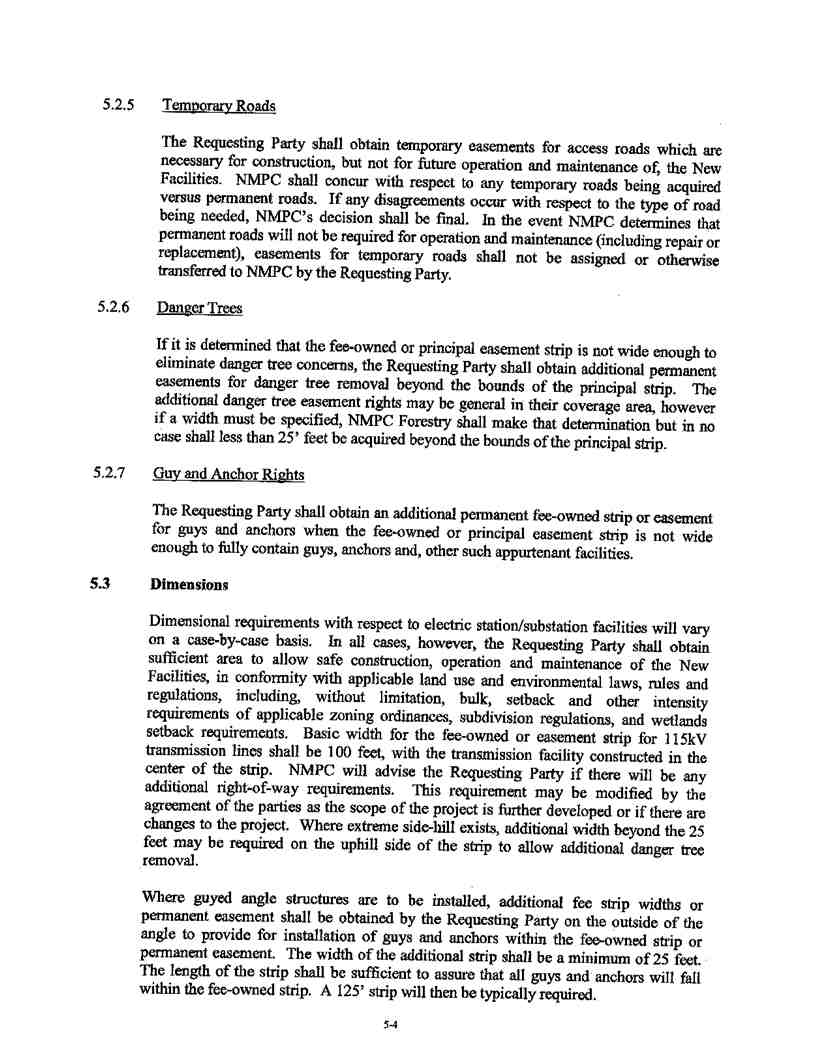 5.2.5 Temporary Roads
The Requesting Party shall obtain temporary easements for access roads which are
necessary for construction, but not for future operation and maintenance of, the New
Facilities. NMPC shall concur with respect to any temporary roads being acquired
versus permanent roads. If any disagreements occur with respect to the type of road
being needed, NMPC's decision shall be final. In the event NMPC determines that
permanent roads will not be required for operation and maintenance (including repair or
replacement), easements for temporary roads shall not be assigned or otherwise
transferred to NMPC by the Requesting Party.
5.2.6 Danger Trees
If it is determined that the fee-owned or principal easement strip is not wide enough to
eliminate danger tree concerns, the Requesting Party shall obtain additional permanent
easements for danger tree removal beyond the bounds of the principal strip. The
additional danger tree easement rights may be general in their coverage area, however
if a width must be specified, NMPC Forestry shall make that determination but in no
case shall less than 25' feet be acquired beyond the bounds of the principal strip.
5.2.7 Guy and Anchor Rights
The Requesting Party shall obtain an additional permanent fee-owned strip or easement
for guys and anchors when the fee-owned or principal easement strip is not wide
enough to fully contain guys, anchors and, other such appurtenant facilities.
5.3 Dimensions
Dimensional requirements with respect to electric station/substation facilities will vary
on a case-by-case basis. In all cases, however, the Requesting Party shall obtain
sufficient area to allow safe construction, operation and maintenance of the New
Facilities, in conformity with applicable land use and environmental laws, rules and
regulations, including, without limitation, bulk, setback and other intensity
requirements of applicable zoning ordinances, subdivision regulations, and wetlands
setback requirements. Basic width for the fee-owned or easement strip for 115kV
transmission lines shall be 100 feet, with the transmission facility constructed in the
center of the strip. NMPC will advise the Requesting Party if there will be any
additional right-of-way requirements. This requirement may be modified by the
agreement of the parties as the scope of the project is further developed or if there are
changes to the project. Where extreme side-hill exists, additional width beyond the 25
feet may be required on the uphill side of the strip to allow additional danger tree
removal.
Where guyed angle structures are to be installed, additional fee strip widths or
permanent easement shall be obtained by the Requesting Party on the outside of the
angle to provide for installation of guys and anchors within the fee-owned strip or
permanent easement. The width of the additional strip shall be a minimum of 25 feet.
The length of the strip shall be sufficient to assure that all guys and anchors will fall
within the fee-owned strip. A 125' strip will then be typically required.
5-4